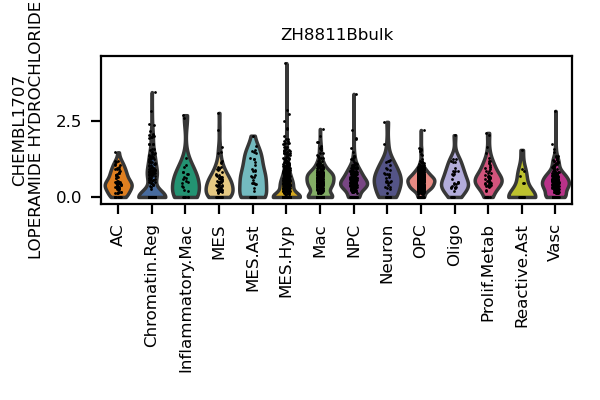 ZH8811Bbulk
CHEMBL1707
LOPERAMIDE HYDROCHLORIDE
2.5
0.0
AC
Chromatin.Reg
Inflammatory.Mac
MES
MES.Ast
MES.Hyp
Mac
NPC
Neuron
OPC
Oligo
Prolif.Metab
Reactive.Ast
Vasc